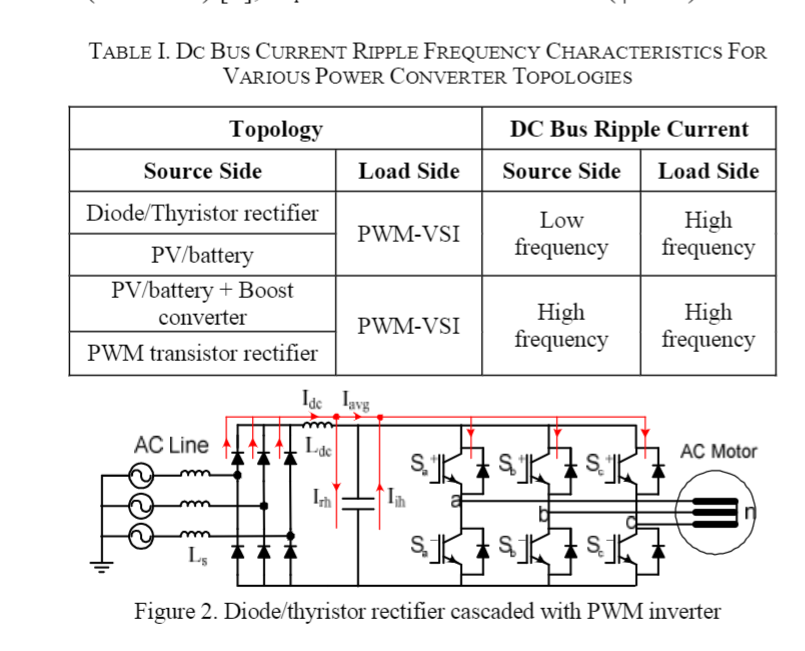 TABLE I. DC BUS CURRENT RIPPLE FREQUENCY CHARACTERISTICS FOR
VARIOUS POWER CONVERTER TOPOLOGIES
Topology
DC Bus Ripple Current
Source Side
Load Side
Source Side
Load Side
Diode/Thyristor rectifier
PV/battery
PWM-VSI
Low
frequency
High
frequency
PV/battery + Boost
converter
PWM transistor rectifier
PWM-VSI
High
frequency
High
frequency
Idc
Iavg
AC Line
Ldc
Irh
Iih
Ls
Sa+
Sb+
Sc+
AC Motor
a
b
c
n
Sa-
Sb-
Sc-
Figure 2. Diode/thyristor rectifier cascaded with PWM inverter